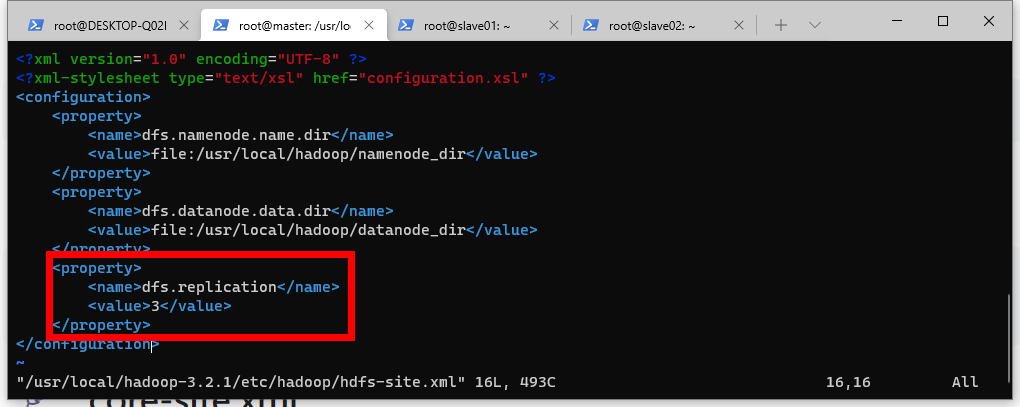 root@DESKTOP-Q02I
root@master: /usr/lo
root@slave01: ~
root@slave02: ~
<?xml version="1.0" encoding="UTF-8" ?>
<?xml-stylesheet type="text/xsl" href="configuration.xsl" ?>
<configuration>
    <property>
        <name>dfs.namenode.name.dir</name>
        <value>file:/usr/local/hadoop/namenode_dir</value>
    </property>
    <property>
        <name>dfs.datanode.data.dir</name>
        <value>file:/usr/local/hadoop/datanode_dir</value>
    </property>
    <property>
        <name>dfs.replication</name>
        <value>3</value>
    </property>
</configuration>
~
"/usr/local/hadoop-3.2.1/etc/hadoop/hdfs-site.xml" 16L, 493C 16,16 All
core-site.xml